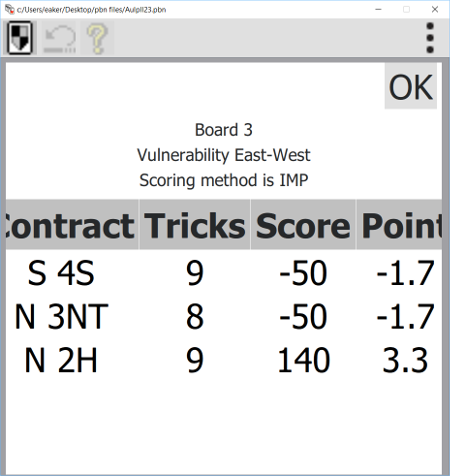 c:/Users/eaker/Desktop/pbn files/Aulpll23.pbn
?
OK
Board 3
Vulnerability East-West
Scoring method is IMP
Contract Tricks Score Point
S 4S 9 -50 -1.7
N 3NT 8 -50 -1.7
N 2H 9 140 3.3